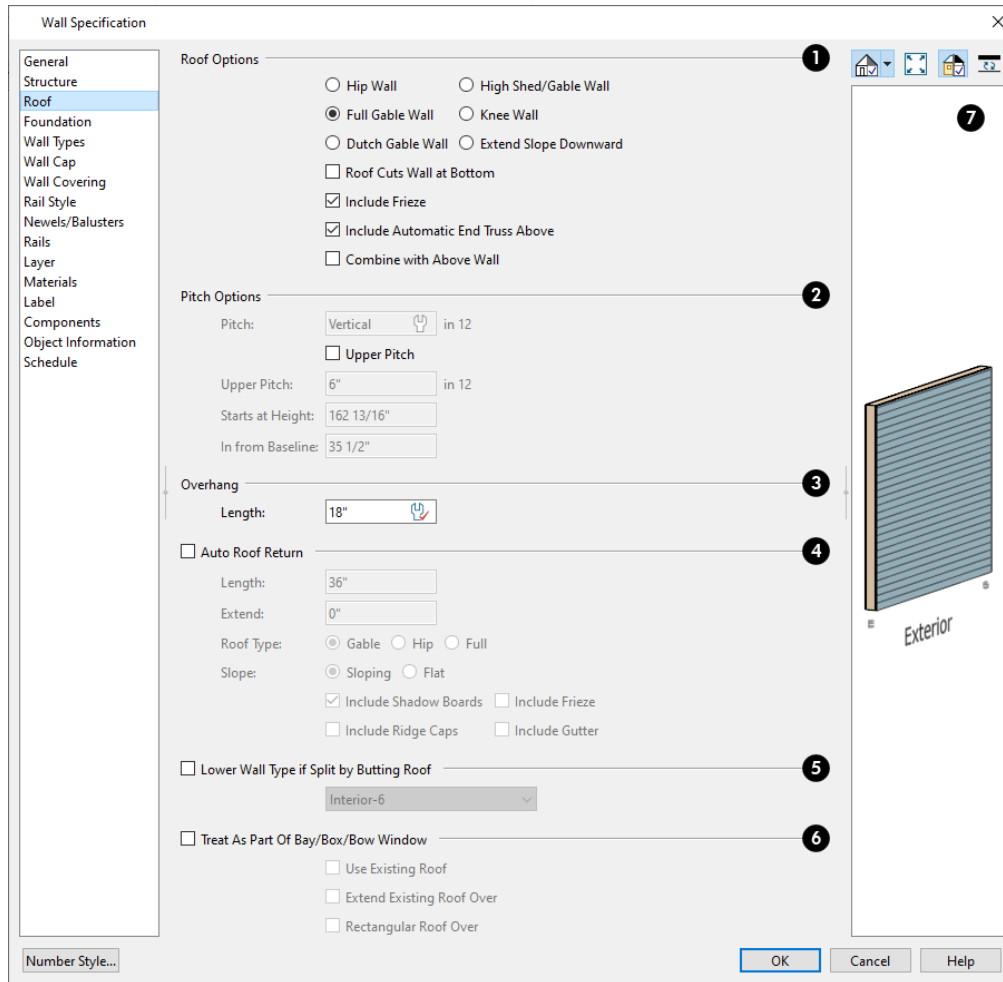 Wall Specification
General
Structure
Roof
Foundation
Wall Types
Wall Cap
Wall Covering
Rail Style
Newels/Balusters
Rails
Layer
Materials
Label
Components
Object Information
Schedule
Roof Options
1
Hip Wall
High Shed/Gable Wall
Full Gable Wall
Knee Wall
Dutch Gable Wall
Extend Slope Downward
Roof Cuts Wall at Bottom
Include Frieze
Include Automatic End Truss Above
Combine with Above Wall
Pitch Options
2
Pitch:
Vertical
in 12
Upper Pitch
Upper Pitch:
6"
in 12
Starts at Height:
162 13/16"
In from Baseline:
35 1/2"
Overhang
3
Length:
18"
Auto Roof Return
4
Length:
36"
Extend:
0"
Roof Type:
Gable
Hip
Full
Slope:
Sloping
Flat
Include Shadow Boards
Include Frieze
Include Ridge Caps
Include Gutter
Lower Wall Type if Split by Butting Roof
5
Interior-6
Treat As Part Of Bay/Box/Bow Window
6
Use Existing Roof
Extend Existing Roof Over
Rectangular Roof Over
7
E
Exterior
Number Style...
OK
Cancel
Help